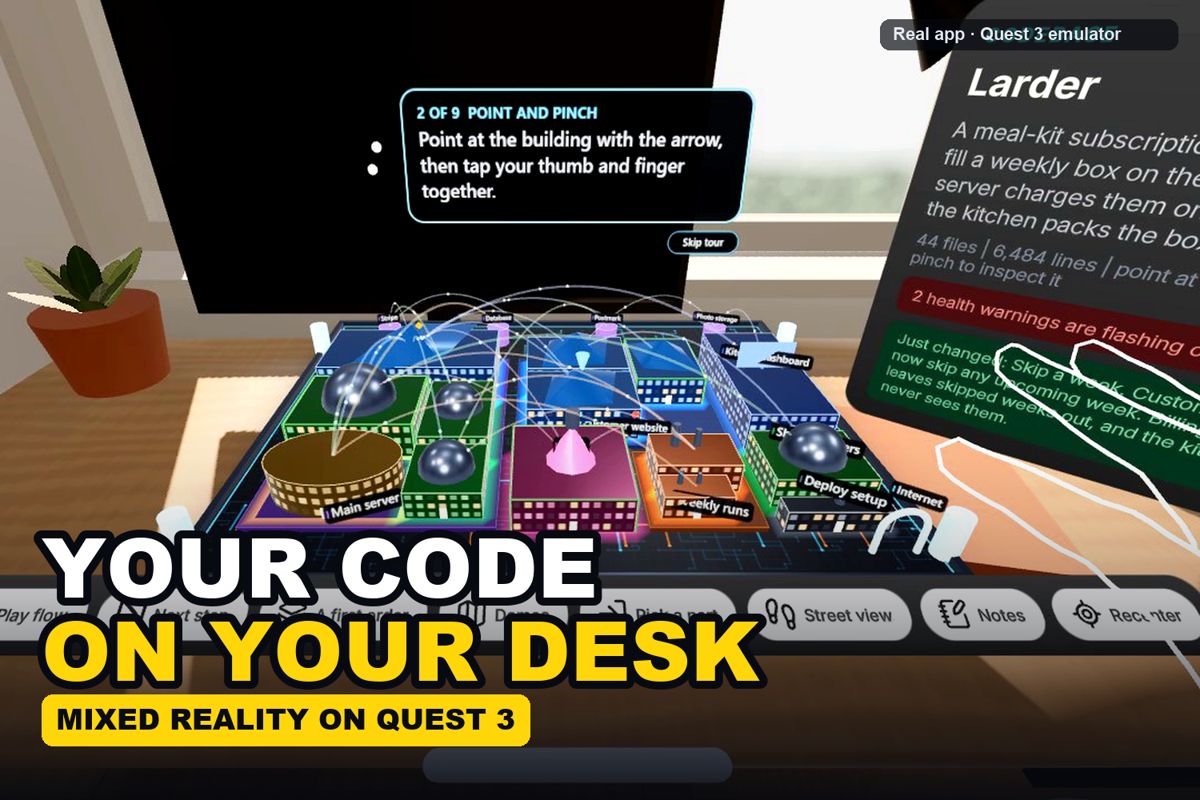 Real app · Quest 3 emulator
2 OF 9 POINT AND PINCH
Point at the building with the arrow,
then tap your thumb and finger
together.
Skip tour
Larder
A meal-kit subscriptio
fill a weekly box on the
server charges them or
the kitchen packs the bo
44 files | 6,484 lines | point at
pinch to inspect it
2 health warnings are flashing
Just changed: Skip a week. Custo
now skip any upcoming week. Billin
leaves skipped weeks out, and the ki
never sees them.
Stripe
Database
Postmark
Photo storage
Main server
Deploy setup
Internet
website
runs
YOUR CODE
ON YOUR DESK
Play flow
Next step
A first order
Street view
Notes
MIXED REALITY ON QUEST 3